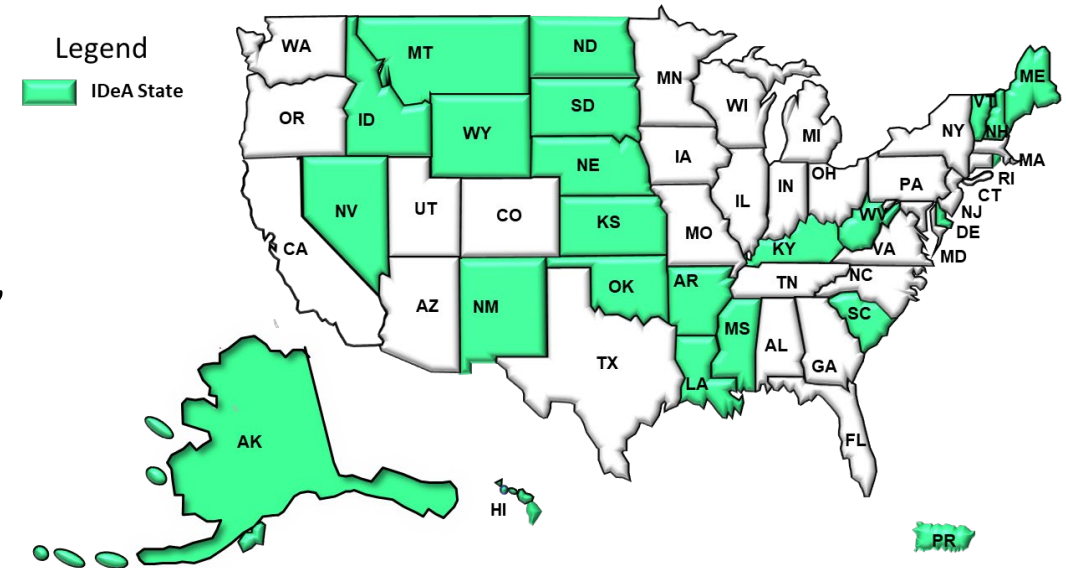 Legend
IDeA State
WA
MT
ND
MN
ME
VT
NH
OR
ID
WY
SD
WI
MI
NY
MA
RI
CT
NE
IA
PA
NJ
DE
MD
NV
UT
CO
KS
MO
IL
IN
OH
WV
VA
KY
CA
AZ
NM
OK
AR
TN
NC
SC
TX
LA
MS
AL
GA
FL
AK
HI
PR
,